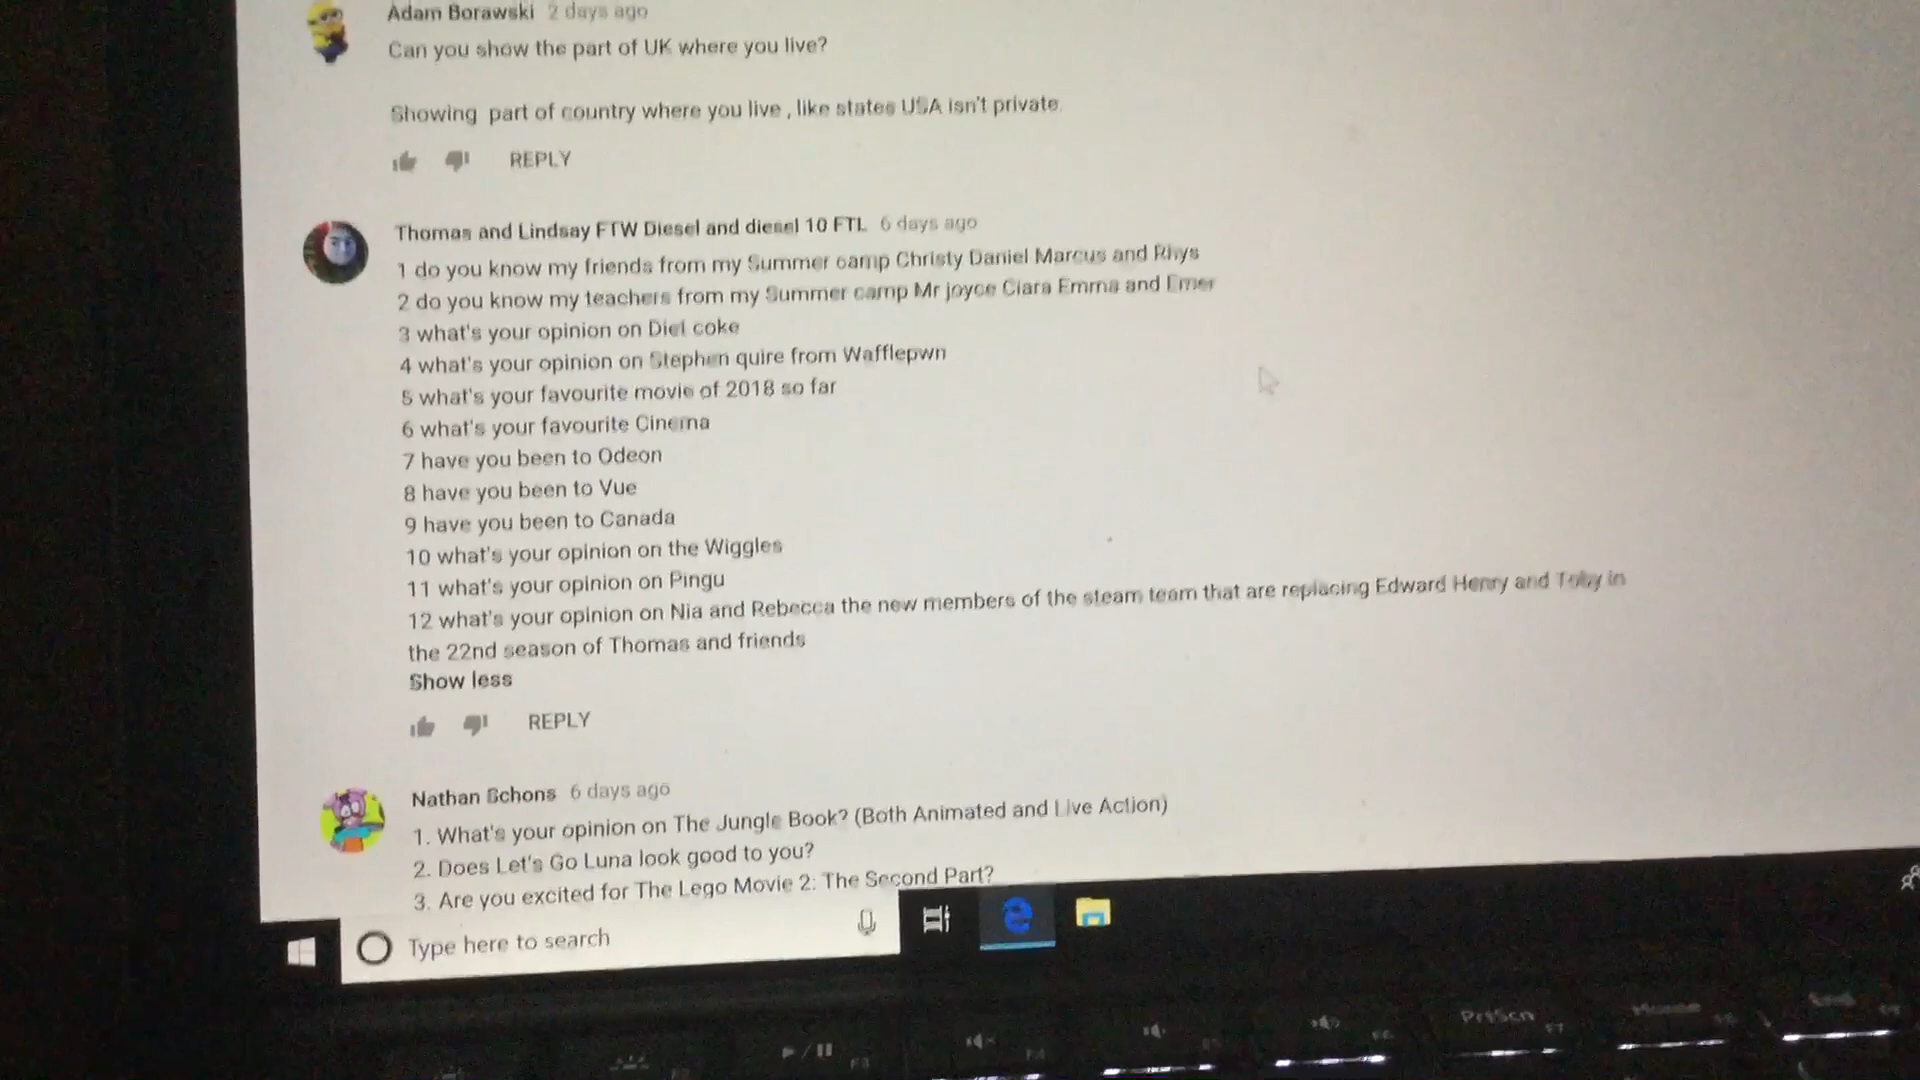 Adam Borawski 2 days ago
Can you show the part of UK where you live?
Showing part of country where you live , like states USA isn't private.
REPLY
Thomas and Lindsay FTW Diesel and diesel 10 FTL 6 days ago
1 do you know my friends from my Summer camp Christy Daniel Marcus and Rhys
2 do you know my teachers from my Summer camp Mr joyce Ciara Emma and Emer
3 what's your opinion on Diet coke
4 what's your opinion on Stephen quire from Wafflepwn
5 what's your favourite movie of 2018 so far
6 what's your favourite Cinema
7 have you been to Odeon
8 have you been to Vue
9 have you been to Canada
10 what's your opinion on the Wiggles
11 what's your opinion on Pingu
12 what's your opinion on Nia and Rebecca the new members of the steam team that are replacing Edward Henry and Toby in
the 22nd season of Thomas and friends
Show less
REPLY
Nathan Schons 6 days ago
1. What's your opinion on The Jungle Book? (Both Animated and Live Action)
2. Does Let's Go Luna look good to you?
3. Are you excited for The Lego Movie 2: The Second Part?
Type here to search
PrtScn